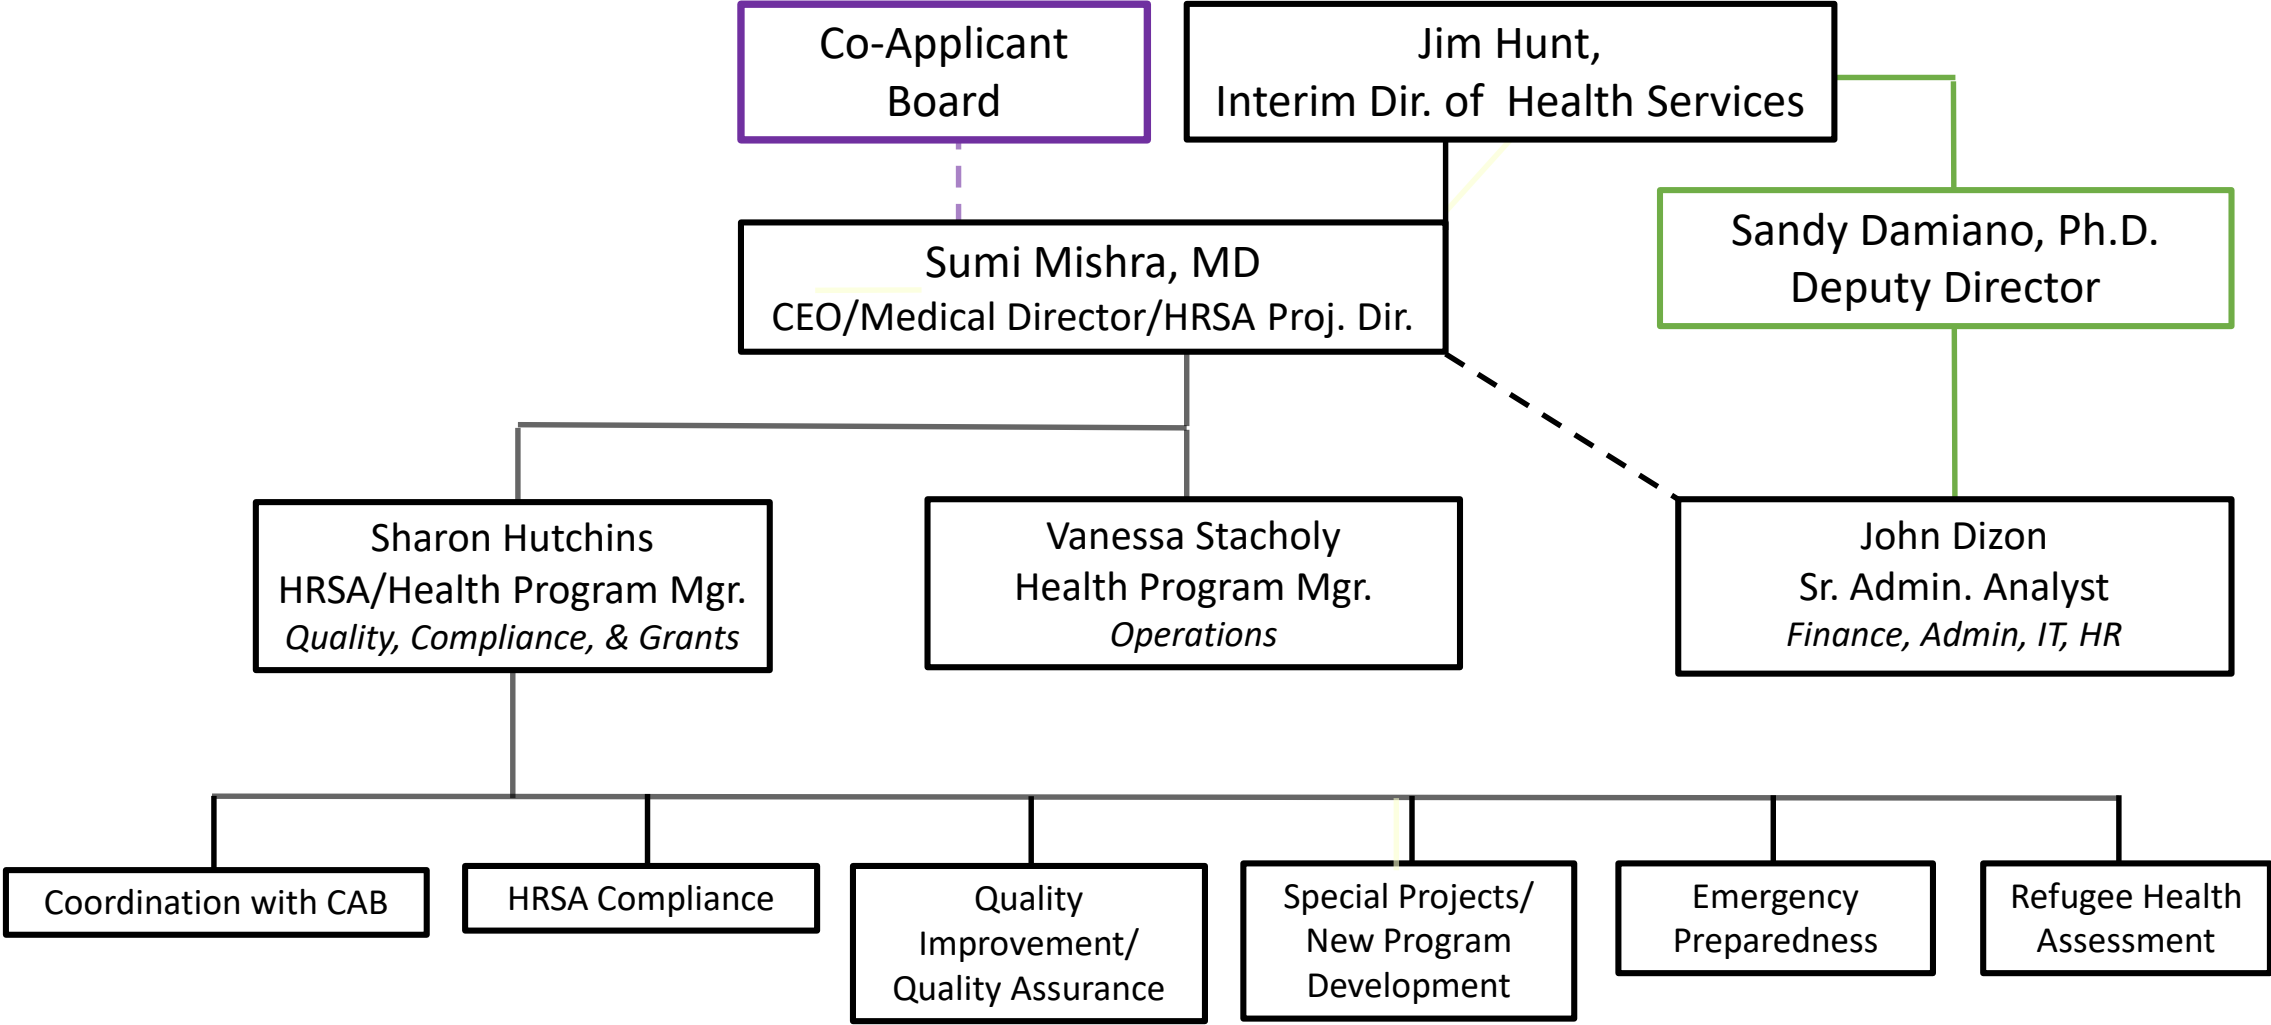 Co-Applicant
Board
Jim Hunt,
Interim Dir. of  Health Services
Sandy Damiano, Ph.D.
Deputy Director
Sumi Mishra, MD
CEO/Medical Director/HRSA Proj. Dir.
Sharon Hutchins
HRSA/Health Program Mgr.
Quality, Compliance, & Grants
Vanessa Stacholy
Health Program Mgr.
Operations
John Dizon
Sr. Admin. Analyst
Finance, Admin, IT, HR
Coordination with CAB
HRSA Compliance
Quality
Improvement/
Quality Assurance
Special Projects/
New Program
Development
Emergency
Preparedness
Refugee Health
Assessment